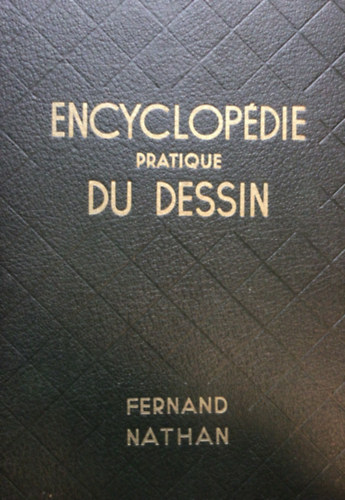 ENCYCLOPÉDIE
PRATIQUE
DU DESSIN
FERNAND
NATHAN